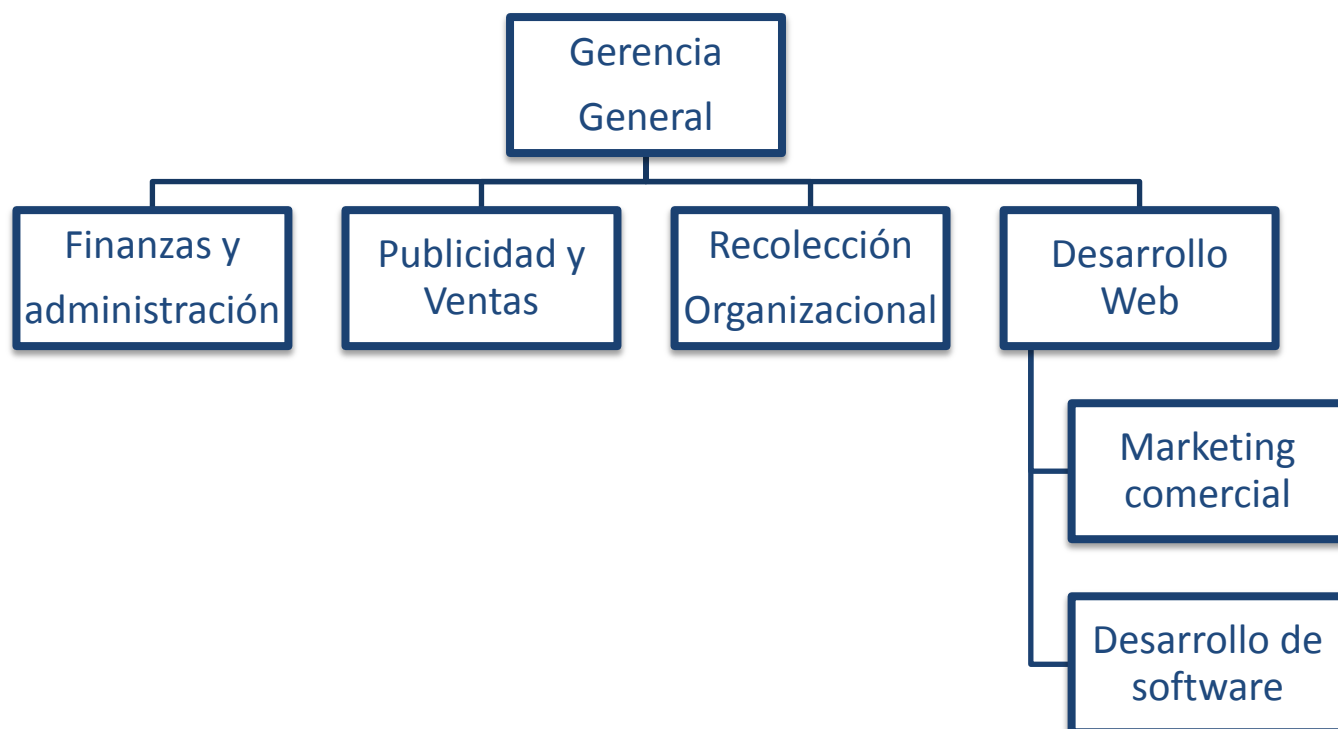 Gerencia
General
Finanzas y
administración
Publicidad y
Ventas
Recolección
Organizacional
Desarrollo
Web
Marketing
comercial
Desarrollo de
software